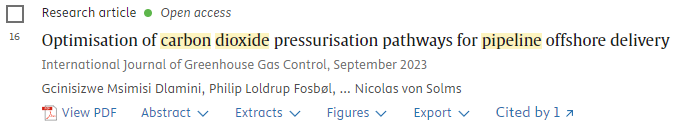 Research article Open access
16
Optimisation of carbon dioxide pressurisation pathways for pipeline offshore delivery
International Journal of Greenhouse Gas Control, September 2023
Gcinisizwe Msimisi Dlamini, Philip Loldrup Fosbøl, ... Nicolas von Solms
View PDF Abstract Extracts Figures Export Cited by 1